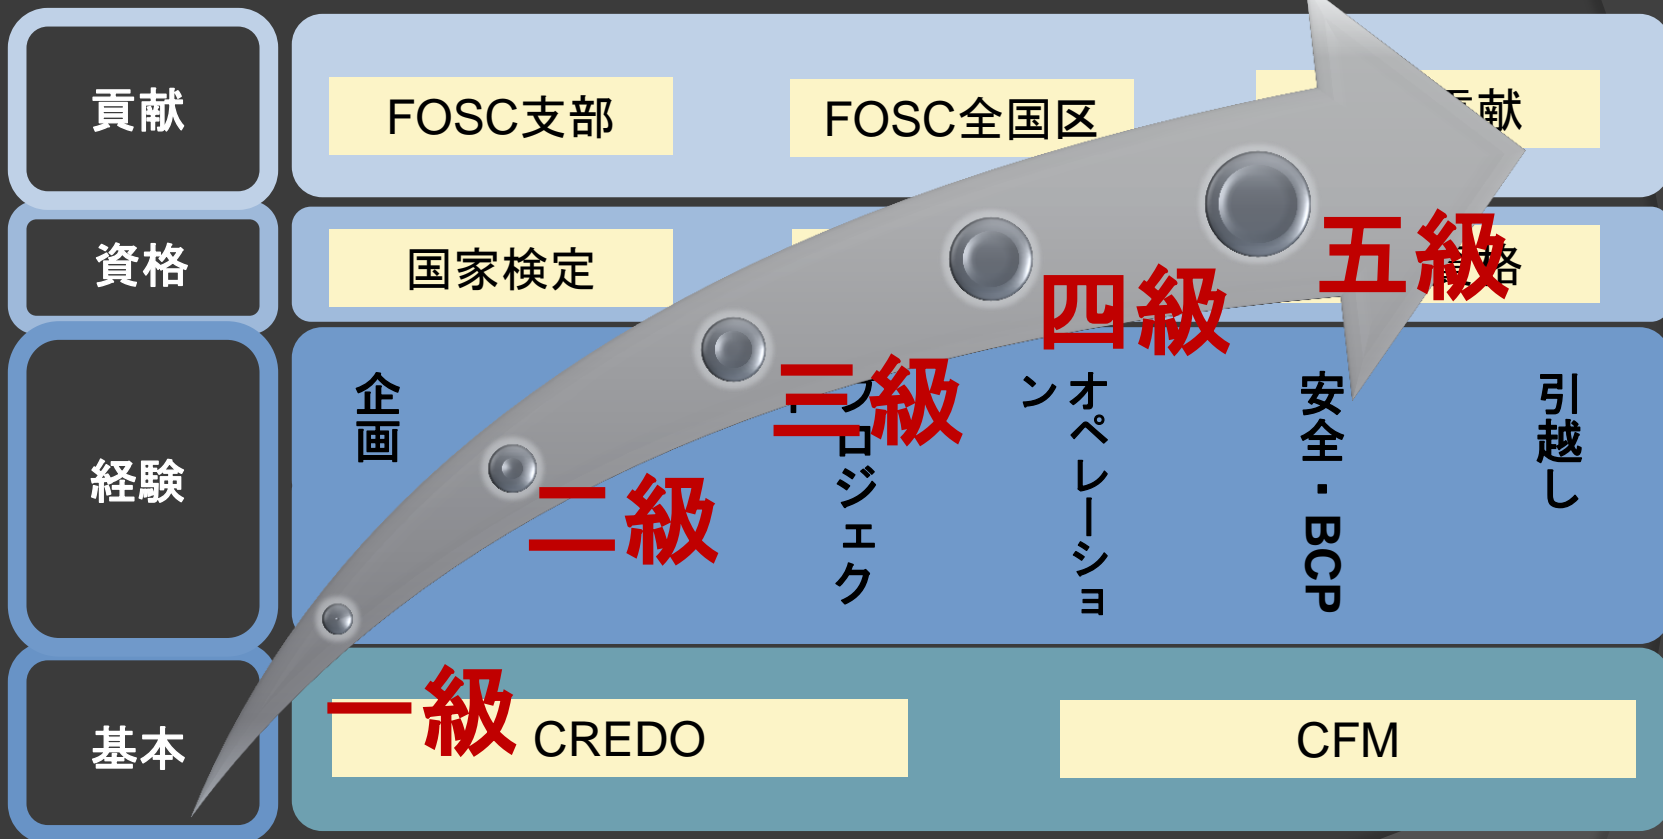 貢献
FOSC支部
FOSC全国区
献
資格
国家検定
格
五級
四級
経験
企画
三級
プロジェク
オペレーショ
ン
安全・BCP
引越し
二級
基本
一級
CREDO
CFM